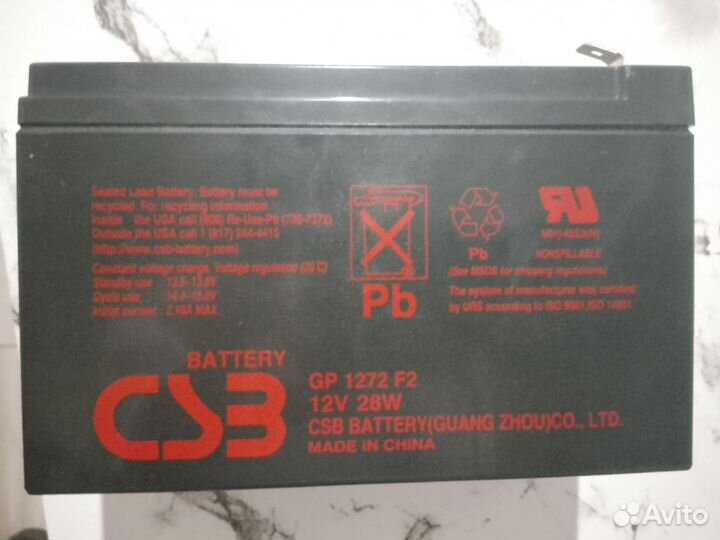 Sealed Lead Battery. Battery must be
recycled. For recycling information
Inside the USA call (800) Re-Use-Pb (738-7372)
Outside the USA call 1 (817) 244-4415
(http://www.csb-battery.com)
Constant voltage charge. Voltage regulation (20°C)
Standby use : 13.5-13.8V
Cycle use : 14.4-15.0V
Initial current : 2.16A MAX.
Pb
Pb
(See MSDS for shipping regulations)
MH14533(N)
NONSPILLABLE
The system of manufacture was certified
by URS according to ISO 9001,ISO 14001
BATTERY
CSB
GP 1272 F2
12V 28W
CSB BATTERY(GUANG ZHOU)CO., LTD.
MADE IN CHINA
Avito